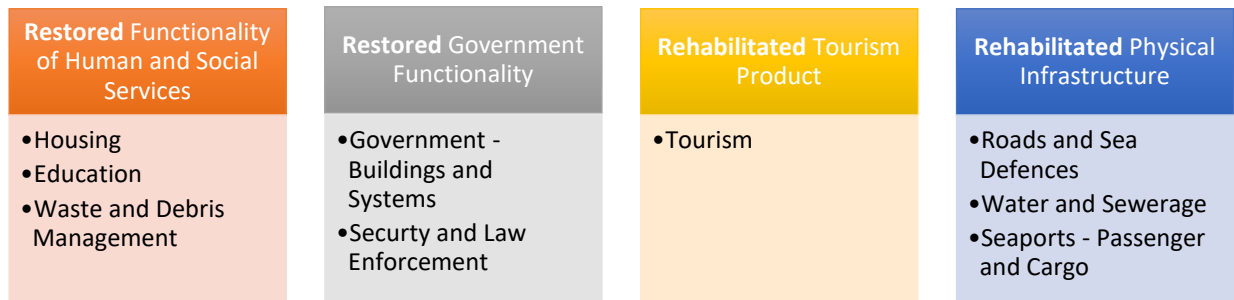 Restored Functionality
of Human and Social
Services
•Housing
•Education
•Waste and Debris
Management
Restored Government
Functionality
•Government -
Buildings and
Systems
•Securty and Law
Enforcement
Rehabilitated Tourism
Product
•Tourism
Rehabilitated Physical
Infrastructure
•Roads and Sea
Defences
•Water and Sewerage
•Seaports - Passenger
and Cargo